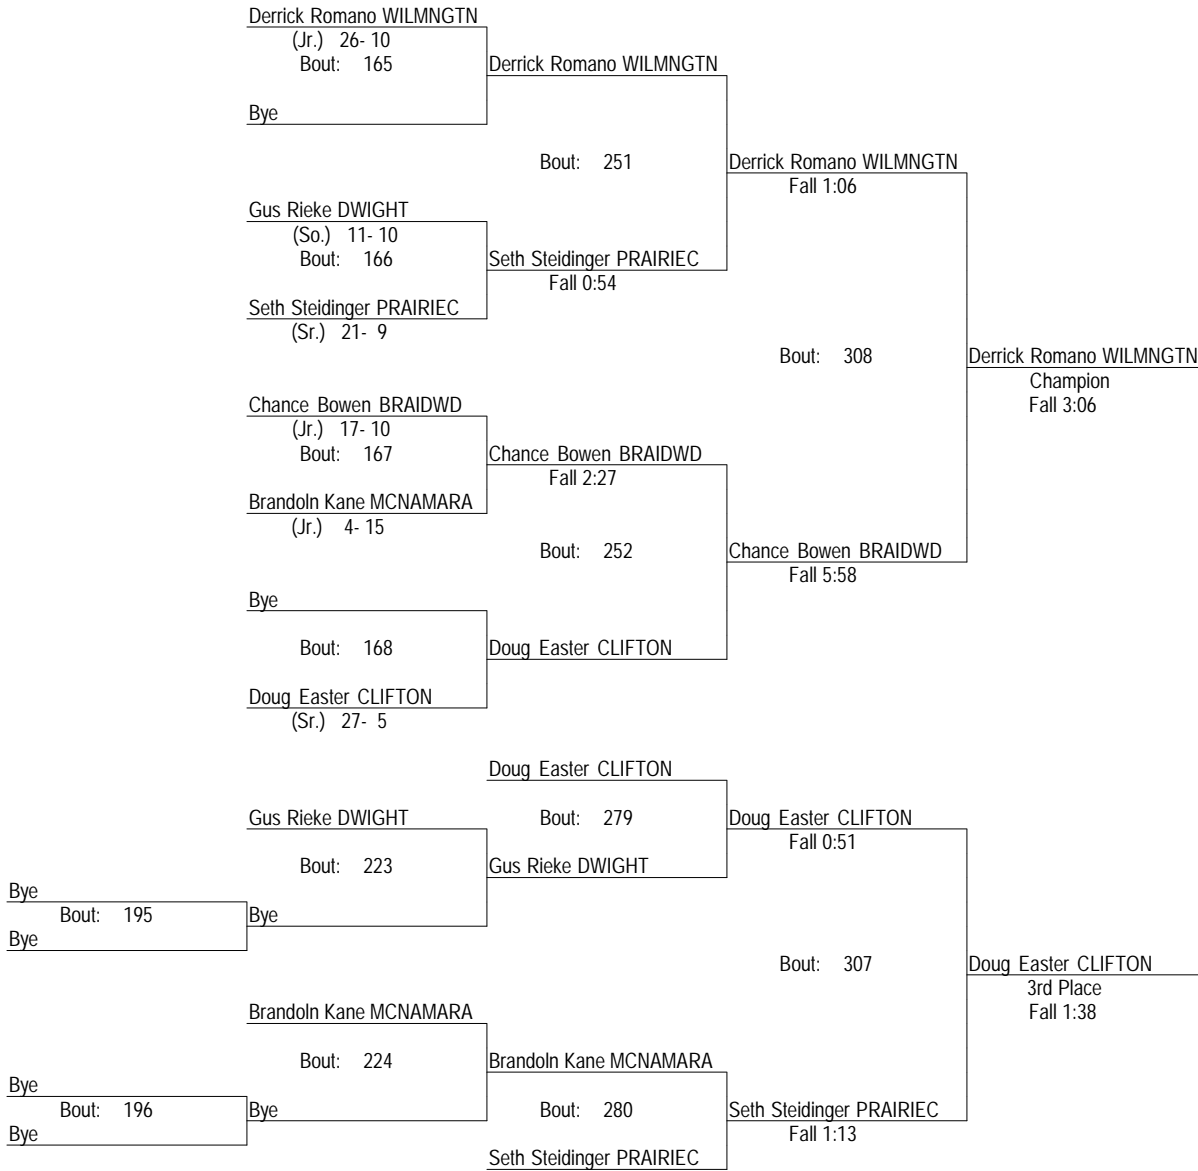 Derrick Romano WILMNGTN
(Jr.) 26- 10
Bout: 165
Derrick Romano WILMNGTN
Bye
Bout: 251
Derrick Romano WILMNGTN
Fall 1:06
Gus Rieke DWIGHT
(So.) 11- 10
Bout: 166
Seth Steidinger PRAIRIEC
Fall 0:54
Seth Steidinger PRAIRIEC
(Sr.) 21- 9
Bout: 308
Derrick Romano WILMNGTN
Champion
Fall 3:06
Chance Bowen BRAIDWD
(Jr.) 17- 10
Bout: 167
Chance Bowen BRAIDWD
Fall 2:27
Brandoln Kane MCNAMARA
(Jr.) 4- 15
Bout: 252
Chance Bowen BRAIDWD
Fall 5:58
Bye
Bout: 168
Doug Easter CLIFTON
Doug Easter CLIFTON
(Sr.) 27- 5
Doug Easter CLIFTON
Gus Rieke DWIGHT
Bout: 279
Doug Easter CLIFTON
Fall 0:51
Bout: 223
Gus Rieke DWIGHT
Bye
Bout: 195
Bye
Bye
Bout: 307
Doug Easter CLIFTON
3rd Place
Fall 1:38
Brandoln Kane MCNAMARA
Bout: 224
Brandoln Kane MCNAMARA
Bye
Bout: 196
Bye
Bout: 280
Seth Steidinger PRAIRIEC
Fall 1:13
Bye
Seth Steidinger PRAIRIEC